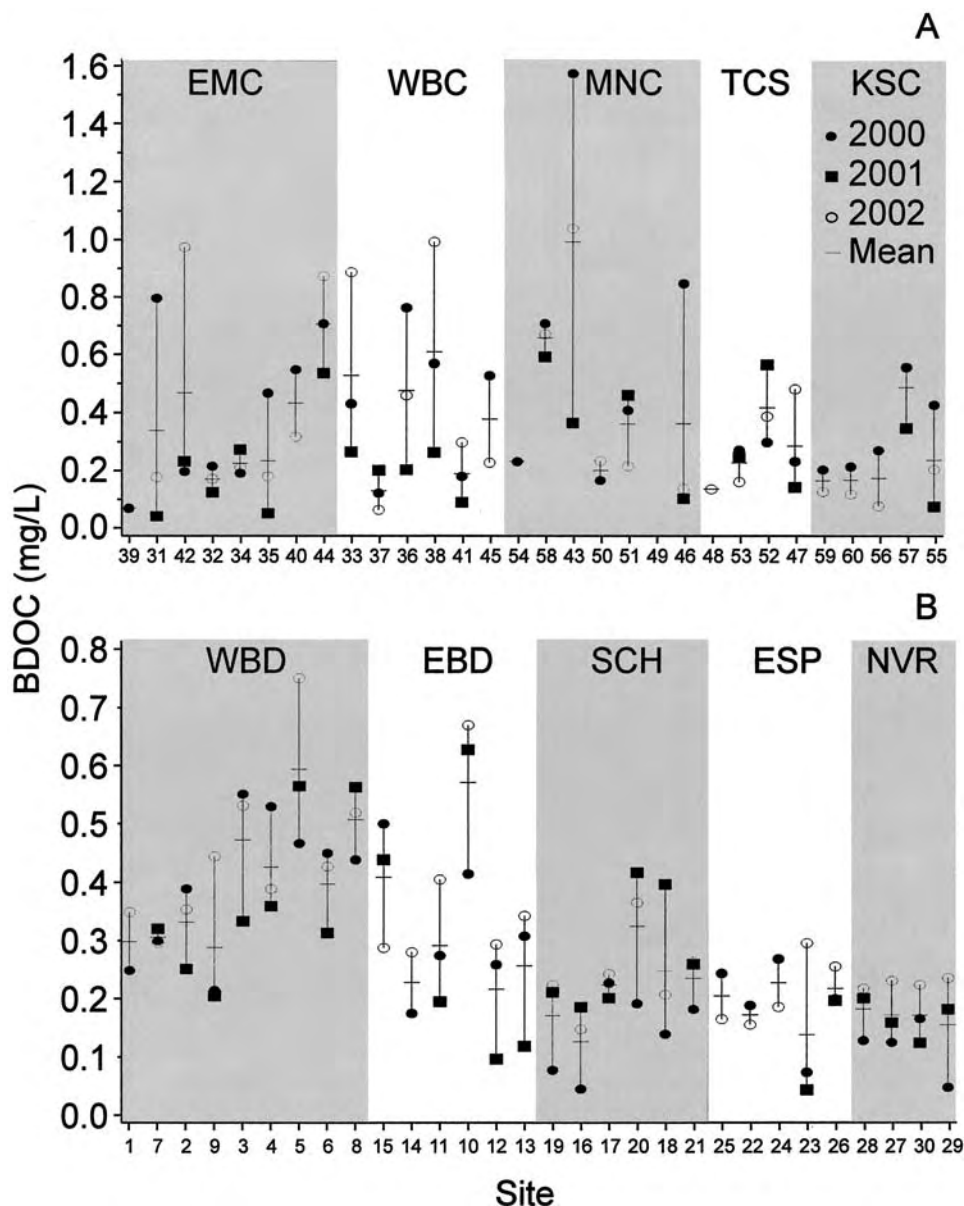 A
EMC WBC MNC TCS KSC
2000
2001
2002
Mean
1.6
1.4
1.2
1.0
0.8
0.6
0.4
0.2
0.0
39 31 42 32 34 35 40 44 33 37 36 38 41 45 54 58 43 50 51 49 46 48 53 52 47 59 60 56 57 55
BDOC (mg/L)
B
WBD EBD SCH ESP NVR
0.8
0.7
0.6
0.5
0.4
0.3
0.2
0.1
0.0
1 7 2 9 3 4 5 6 8 15 14 11 10 12 13 19 16 17 20 18 21 25 22 24 23 26 28 27 30 29
Site